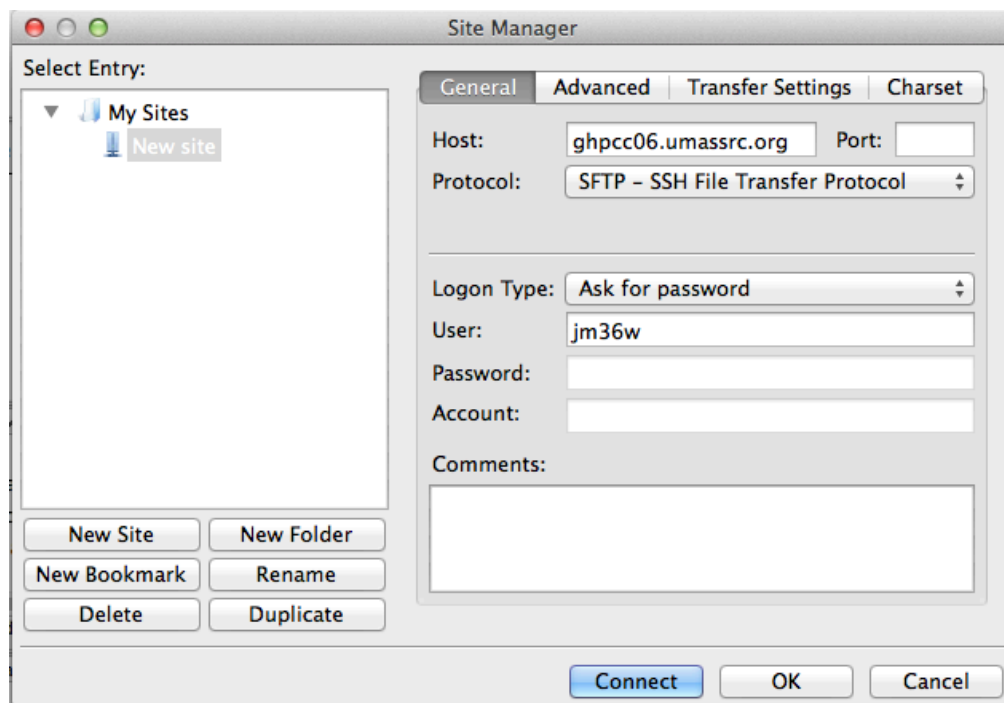 Site Manager
Select Entry:
My Sites
New site
New Site New Folder
New Bookmark Rename
Delete Duplicate
General Advanced Transfer Settings Charset
Host: ghpcc06.umassrc.org Port:
Protocol: SFTP – SSH File Transfer Protocol
Logon Type: Ask for password
User: jm36w
Password:
Account:
Comments:
Connect OK Cancel